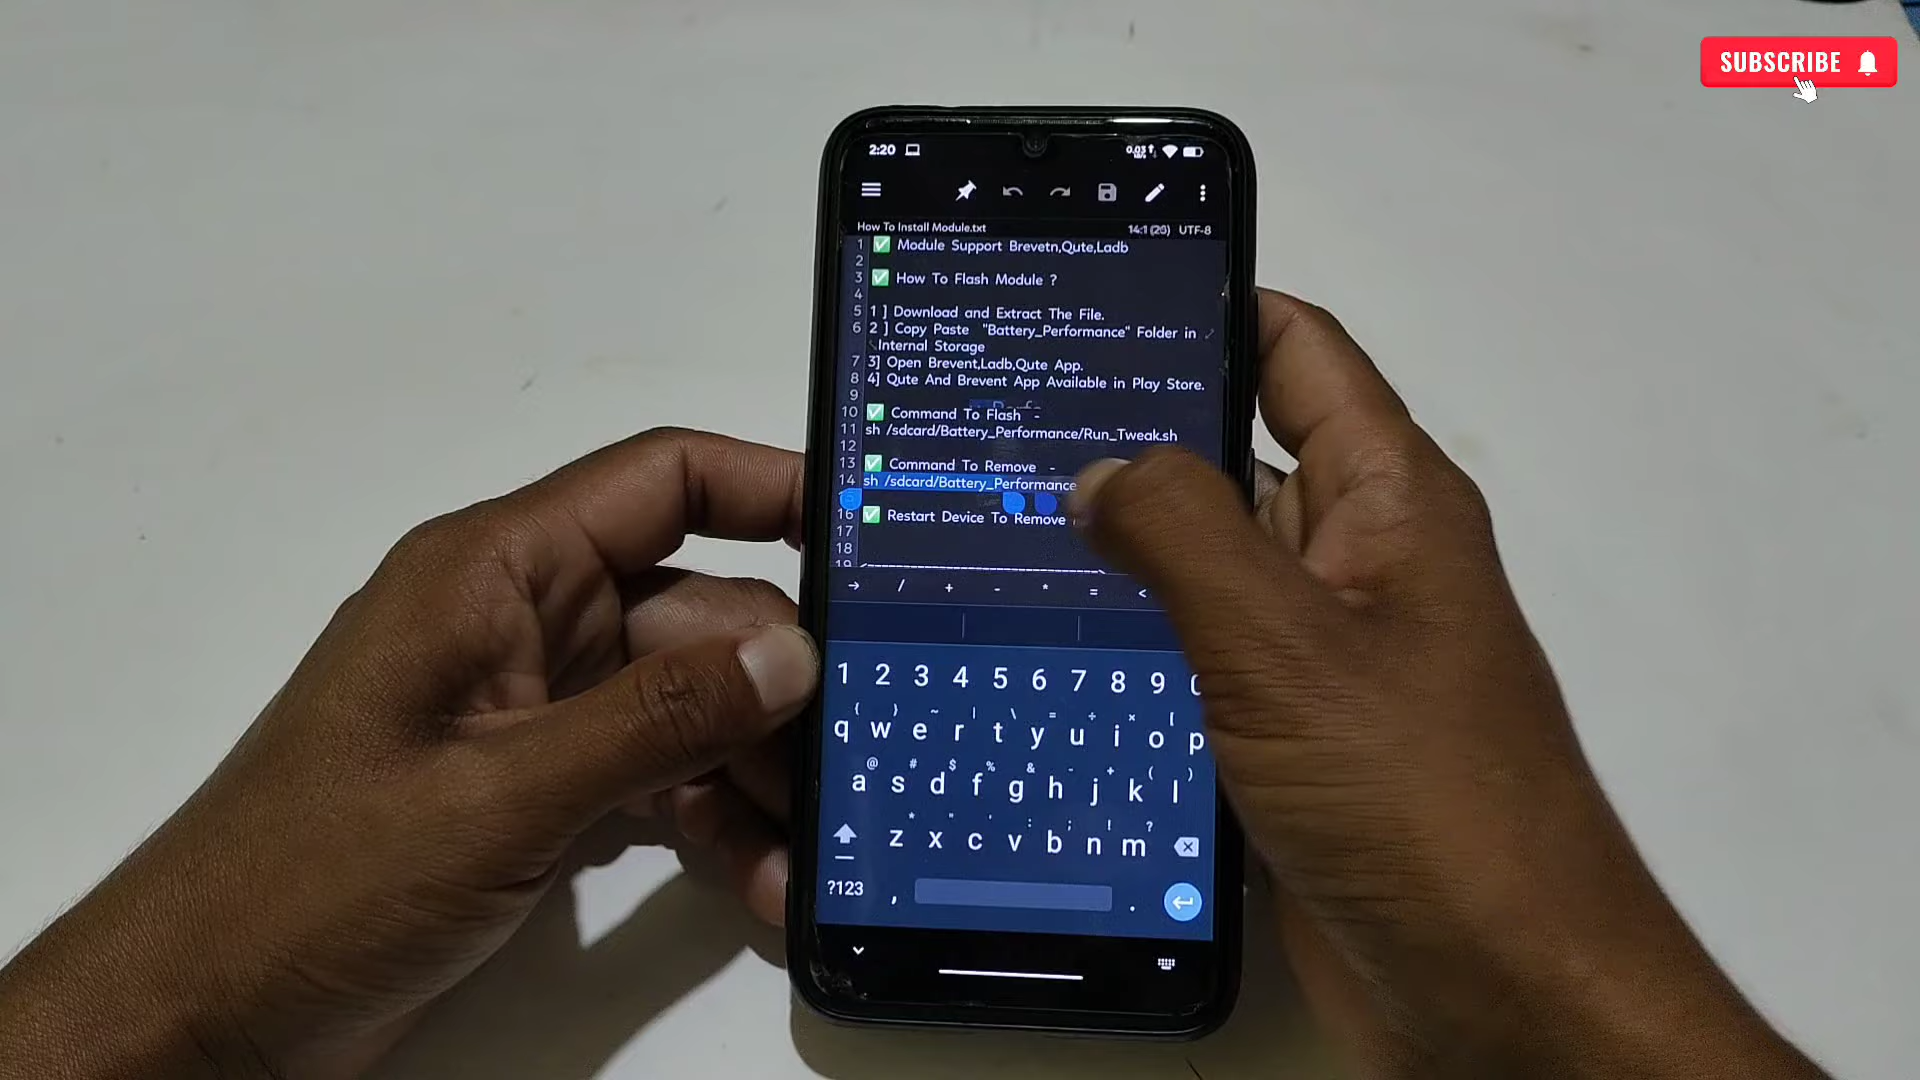 SUBSCRIBE
2:20
How To Install Module.txt 14:1 (26) UTF-8
1 ✅ Module Support Brevetn,Qute,Ladb
2
3 ✅ How To Flash Module ?
4
5 1 ] Download and Extract The File.
6 2 ] Copy Paste "Battery_Performance" Folder in
Internal Storage
7 3] Open Brevent,Ladb,Qute App.
8 4] Qute And Brevent App Available in Play Store.
9
10 ✅ Command To Flash -
11 sh /sdcard/Battery_Performance/Run_Tweak.sh
12
13 ✅ Command To Remove -
14 sh /sdcard/Battery_Performance
16 ✅ Restart Device To Remove
17
18
19
→ / + - * = <
1 2 3 4 5 6 7 8 9
q w e r t y u i o p
a s d f g h j k l
z x c v b n m
?123 , .